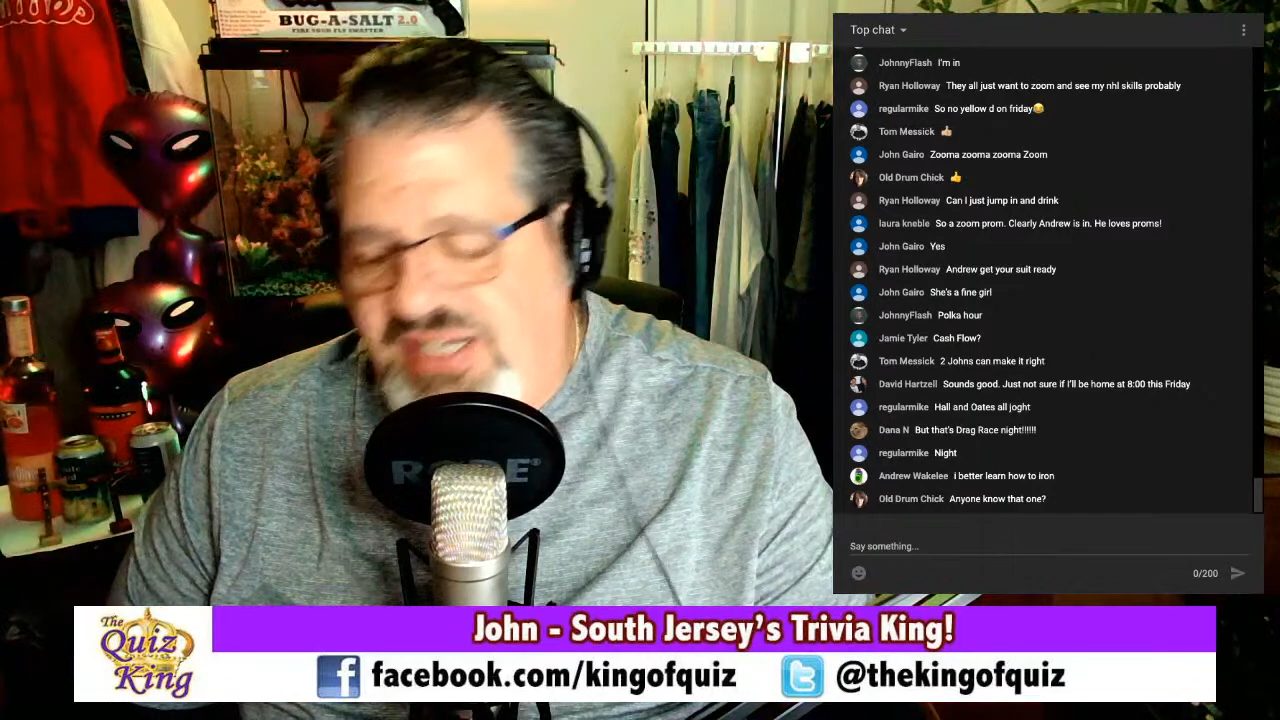 BUG-A-SALT 2.0
FIRE YOUR FLY SWATTER
RODE®
Top chat
JohnnyFlash I'm in
Ryan Holloway They all just want to zoom and see my nhl skills probably
regularmike So no yellow d on friday😂
Tom Messick 👍🏼
John Gairo Zooma zooma zooma Zoom
Old Drum Chick 👍
Ryan Holloway Can I just jump in and drink
laura kneble So a zoom prom. Clearly Andrew is in. He loves proms!
John Gairo Yes
Ryan Holloway Andrew get your suit ready
John Gairo She's a fine girl
JohnnyFlash Polka hour
Jamie Tyler Cash Flow?
Tom Messick 2 Johns can make it right
David Hartzell Sounds good. Just not sure if I'll be home at 8:00 this Friday
regularmike Hall and Oates all joght
Dana N But that's Drag Race night!!!!!!
regularmike Night
Andrew Wakelee i better learn how to iron
Old Drum Chick Anyone know that one?
Say something...
0/200
The
Quiz
King
John - South Jersey's Trivia King!
facebook.com/kingofquiz
@thekingofquiz